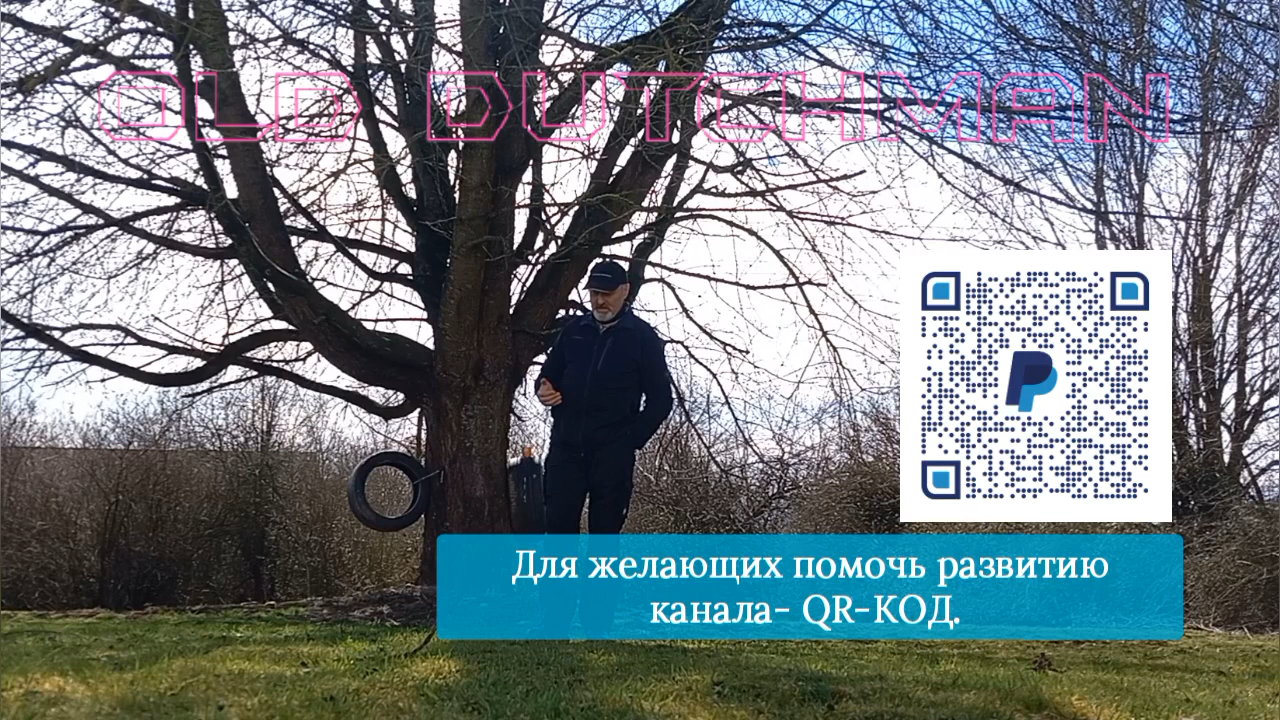 OLD DUTCHMAN
Для желающих помочь развитию
канала- QR-КОД.